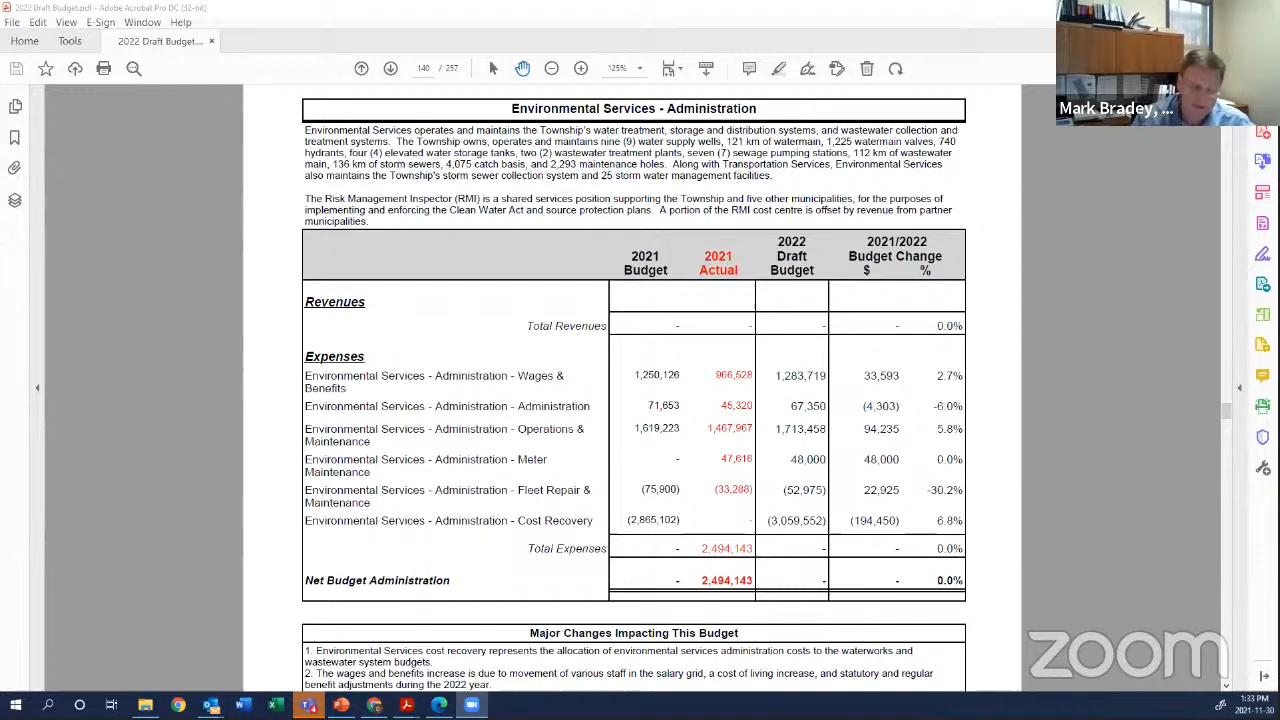 2022 Draft Budget.pdf - Adobe Acrobat Pro DC (32-bit)
File Edit View E-Sign Window Help
Home Tools 2022 Draft Budget... ×
140 / 257 125%
Mark Bradey, ...
Environmental Services - Administration
Environmental Services operates and maintains the Township's water treatment, storage and distribution systems, and wastewater collection and
treatment systems. The Township owns, operates and maintains nine (9) water supply wells, 121 km of watermain, 1,225 watermain valves, 740
hydrants, four (4) elevated water storage tanks, two (2) wastewater treatment plants, seven (7) sewage pumping stations, 112 km of wastewater
main, 136 km of storm sewers, 4,075 catch basin, and 2,293 maintenance holes. Along with Transportation Services, Environmental Services
also maintains the Township's storm sewer collection system and 25 storm water management facilities.
The Risk Management Inspector (RMI) is a shared services position supporting the Township and five other municipalities, for the purposes of
implementing and enforcing the Clean Water Act and source protection plans. A portion of the RMI cost centre is offset by revenue from partner
municipalities.
2021 Budget 2021 Actual 2022 Draft Budget 2021/2022 Budget Change $ %
Revenues
Total Revenues - - - - 0.0%
Expenses
Environmental Services - Administration - Wages & 1,250,126 966,528 1,283,719 33,593 2.7%
Benefits
Environmental Services - Administration - Administration 71,653 45,320 67,350 (4,303) -6.0%
Environmental Services - Administration - Operations & 1,619,223 1,467,967 1,713,458 94,235 5.8%
Maintenance
Environmental Services - Administration - Meter - 47,616 48,000 48,000 0.0%
Maintenance
Environmental Services - Administration - Fleet Repair & (75,900) (33,288) (52,975) 22,925 -30.2%
Maintenance
Environmental Services - Administration - Cost Recovery (2,865,102) - (3,059,552) (194,450) 6.8%
Total Expenses - 2,494,143 - - 0.0%
Net Budget Administration - 2,494,143 - - 0.0%
Major Changes Impacting This Budget
1. Environmental Services cost recovery represents the allocation of environmental services administration costs to the waterworks and
wastewater system budgets.
2. The wages and benefits increase is due to movement of various staff in the salary grid, a cost of living increase, and statutory and regular
benefit adjustments during the 2022 year.
zoom
1:33 PM
2021-11-30